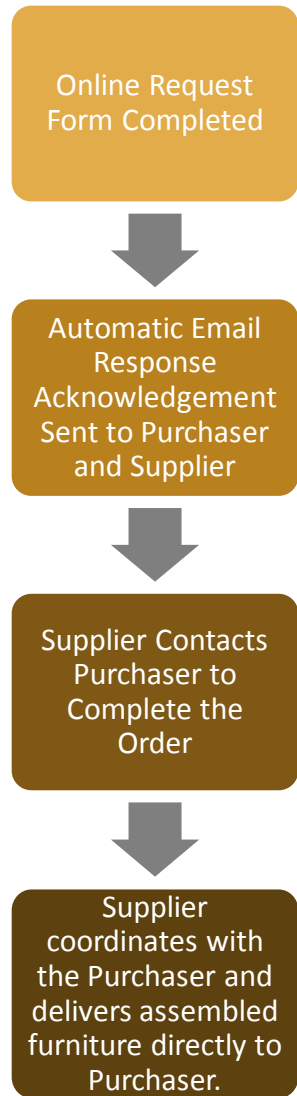 Online Request
Form Completed
Automatic Email
Response
Acknowledgement
Sent to Purchaser
and Supplier
Supplier Contacts
Purchaser to
Complete the
Order
Supplier
coordinates with
the Purchaser and
delivers assembled
furniture directly to
Purchaser.